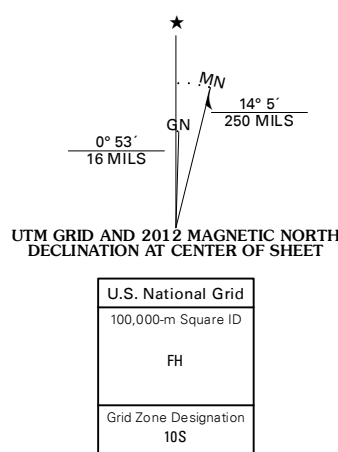 ★
MN
GN
14° 5´
250 MILS
0° 53´
16 MILS
UTM GRID AND 2012 MAGNETIC NORTH
DECLINATION AT CENTER OF SHEET
U.S. National Grid
100,000-m Square ID
FH
Grid Zone Designation
10S